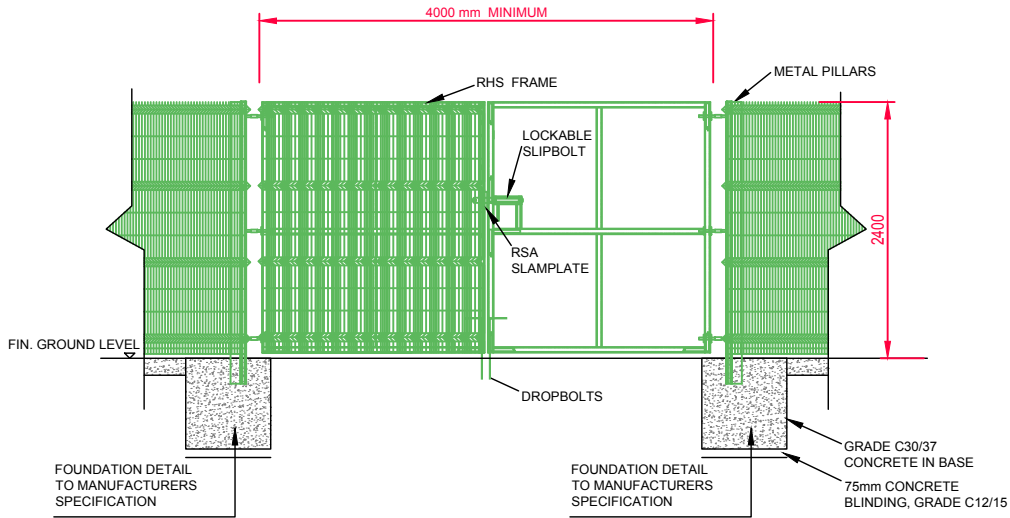 4000 mm  MINIMUM
METAL PILLARS
RHS  FRAME
LOCKABLE
SLIPBOLT
2400
RSA
SLAMPLATE
FIN. GROUND LEVEL
DROPBOLTS
GRADE C30/37
CONCRETE IN BASE
FOUNDATION DETAIL
TO MANUFACTURERS
SPECIFICATION
FOUNDATION DETAIL
TO MANUFACTURERS
SPECIFICATION
75mm CONCRETE
BLINDING, GRADE C12/15